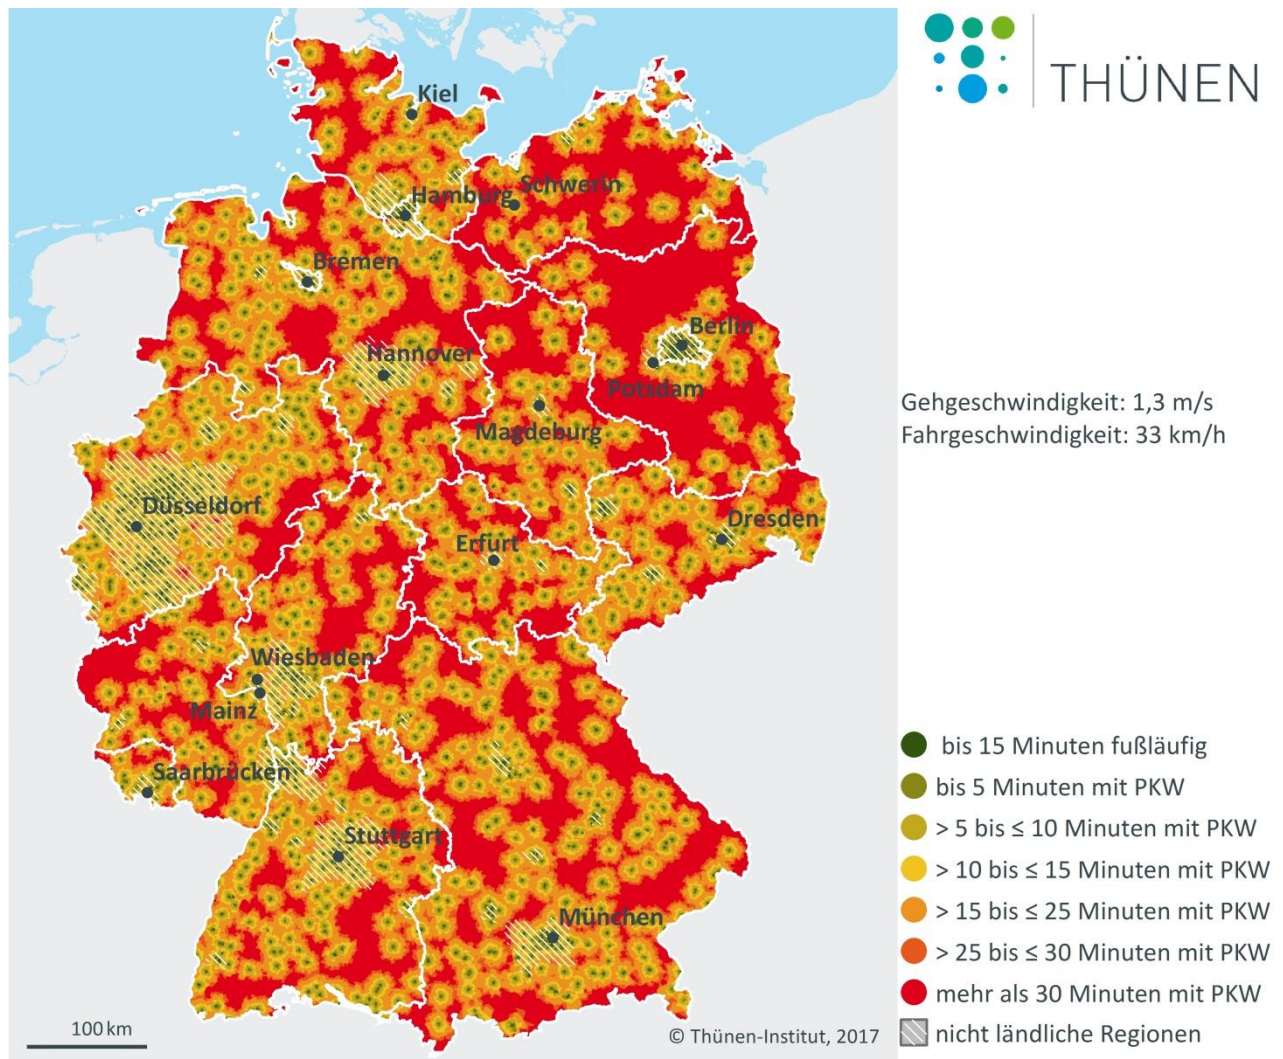 THÜNEN
Kiel
Hamburg
Schwerin
Bremen
Berlin
Hannover
Potsdam
Magdeburg
Gehgeschwindigkeit: 1,3 m/s
Fahrgeschwindigkeit: 33 km/h
Düsseldorf
Dresden
Erfurt
Wiesbaden
Mainz
Saarbrücken
Stuttgart
München
bis 15 Minuten fußläufig
bis 5 Minuten mit PKW
> 5 bis ≤ 10 Minuten mit PKW
> 10 bis ≤ 15 Minuten mit PKW
> 15 bis ≤ 25 Minuten mit PKW
> 25 bis ≤ 30 Minuten mit PKW
mehr als 30 Minuten mit PKW
nicht ländliche Regionen
100 km
© Thünen-Institut, 2017